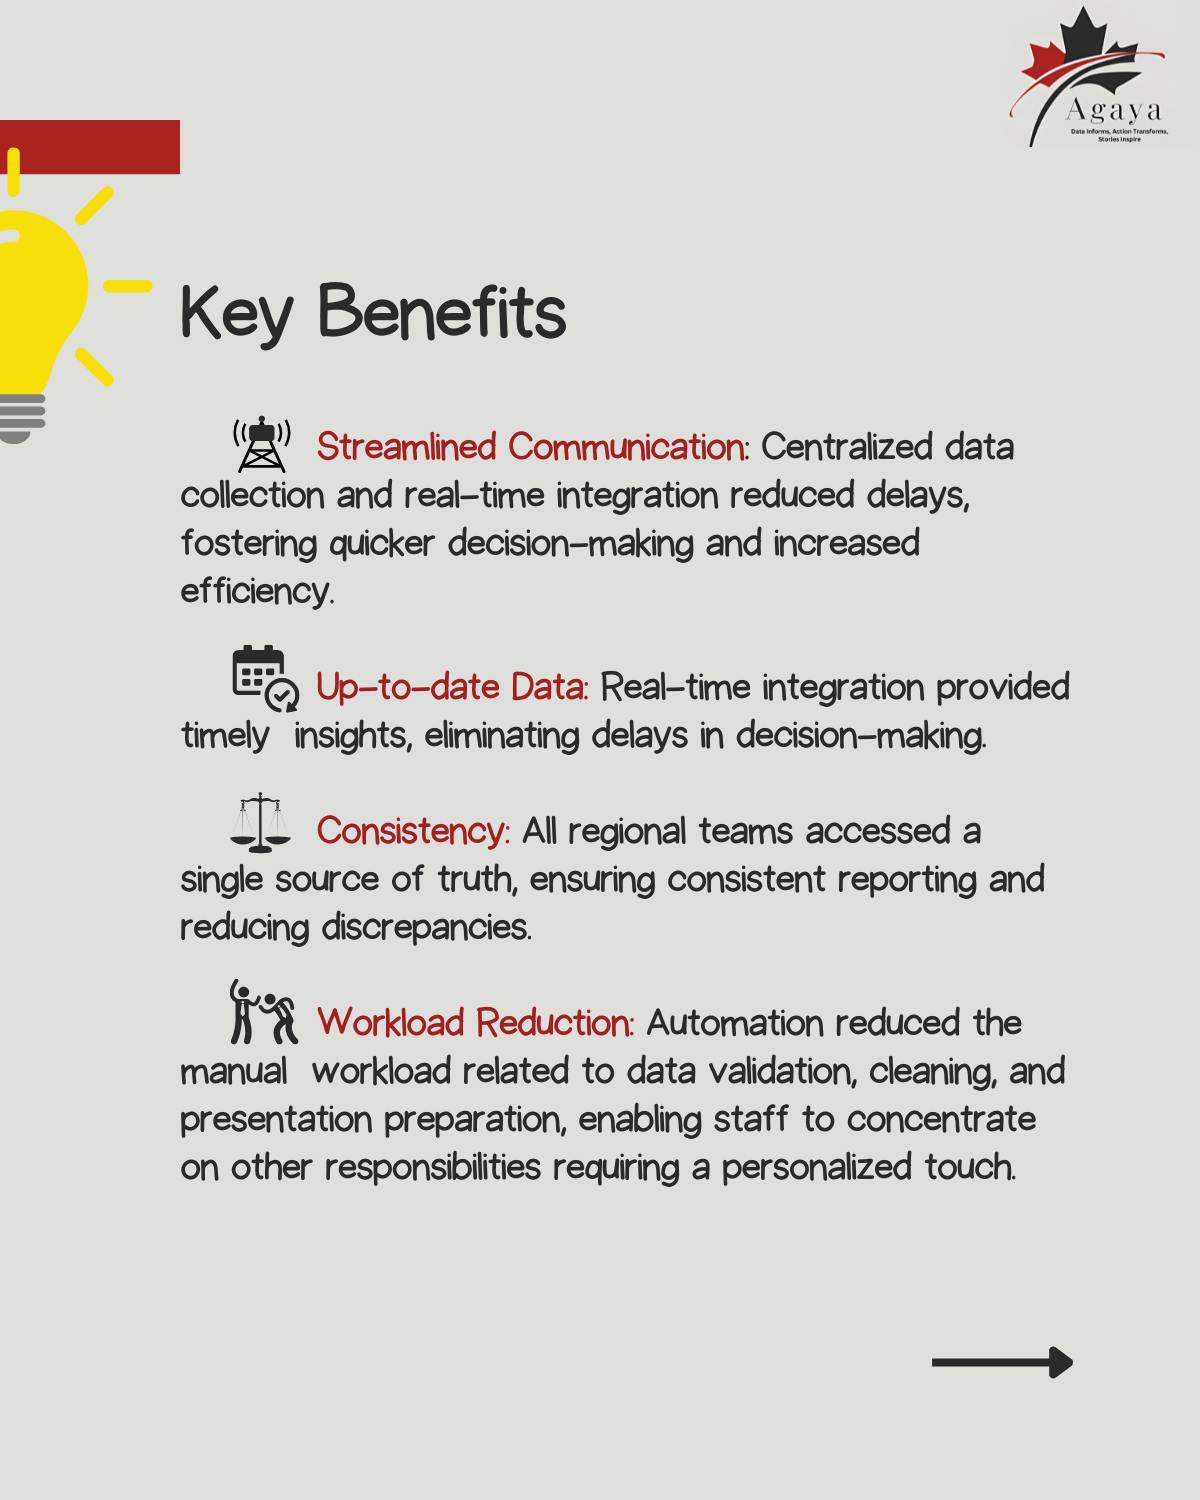 Agaya
Data Informs, Action Transforms,
Stories Inspire
Key Benefits
Streamlined Communication: Centralized data
collection and real-time integration reduced delays,
fostering quicker decision-making and increased
efficiency.
Up-to-date Data: Real-time integration provided
timely insights, eliminating delays in decision-making.
Consistency: All regional teams accessed a
single source of truth, ensuring consistent reporting and
reducing discrepancies.
Workload Reduction: Automation reduced the
manual workload related to data validation, cleaning, and
presentation preparation, enabling staff to concentrate
on other responsibilities requiring a personalized touch.